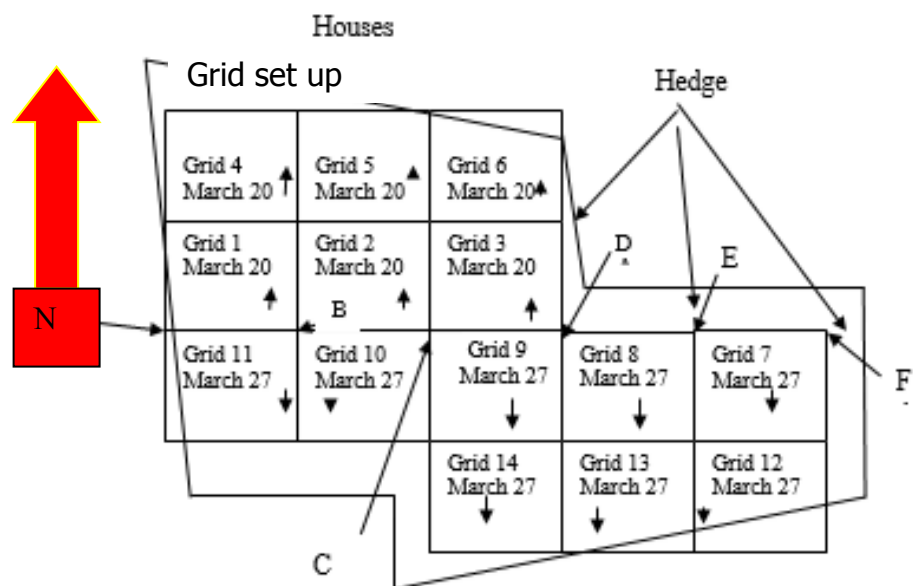 Houses
Grid set up
Hedge
Grid 4
March 20
Grid 5
March 20
Grid 6
March 20
Grid 1
March 20
Grid 2
March 20
Grid 3
March 20
D
E
N
B
Grid 11
March 27
Grid 10
March 27
Grid 9
March 27
Grid 8
March 27
Grid 7
March 27
F
Grid 14
March 27
Grid 13
March 27
Grid 12
March 27
C